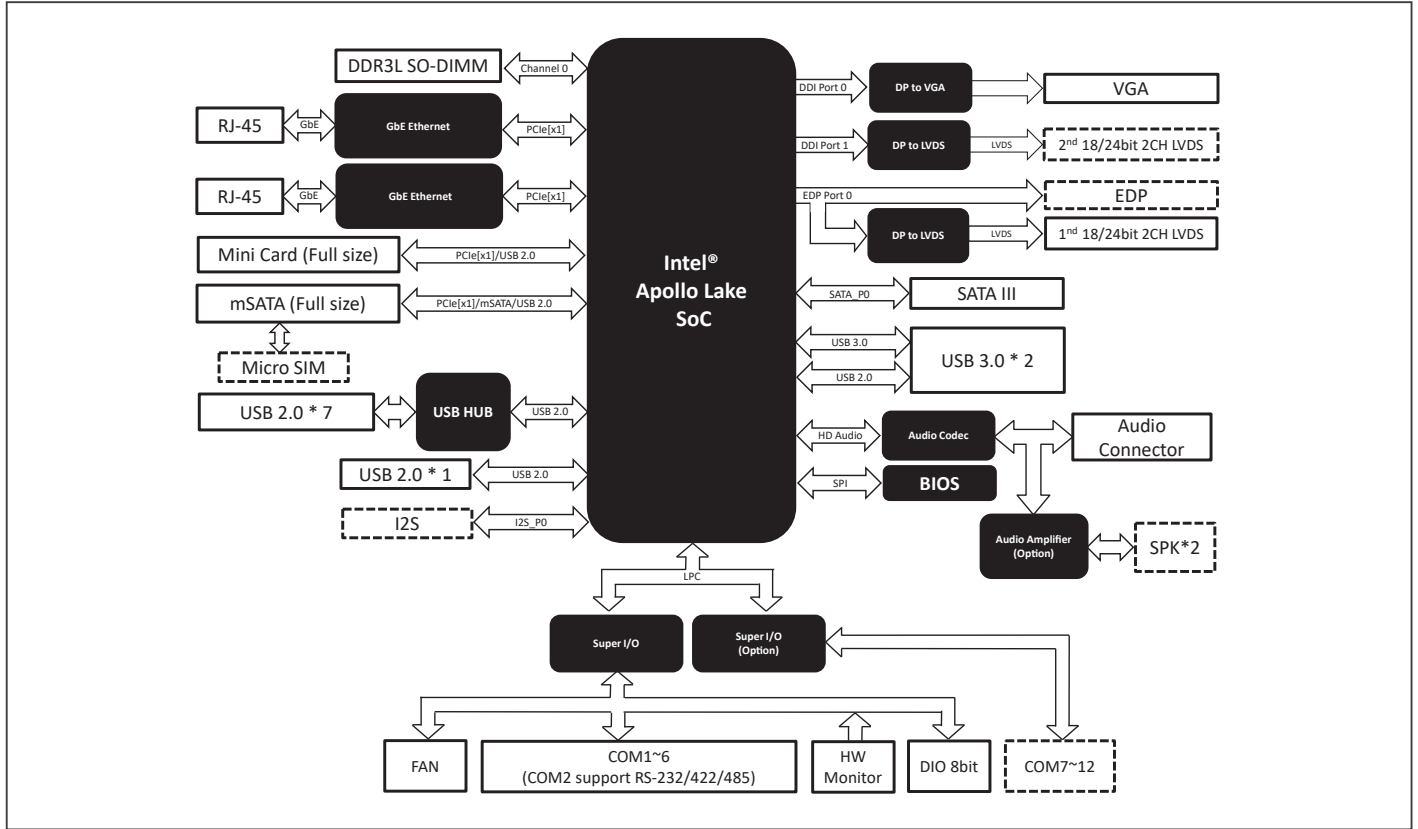 DDR3L SO-DIMM
Channel 0
RJ-45
GbE
GbE Ethernet
PCIe[x1]
RJ-45
GbE
GbE Ethernet
PCIe[x1]
Mini Card (Full size)
PCIe[x1]/USB 2.0
mSATA (Full size)
PCIe[x1]/mSATA/USB 2.0
Micro SIM
USB 2.0 * 7
USB HUB
USB 2.0
USB 2.0 * 1
USB 2.0
I2S
I2S_P0
Intel®
Apollo Lake
SoC
DDI Port 0
DP to VGA
VGA
DDI Port 1
DP to LVDS
LVDS
2nd 18/24bit 2CH LVDS
EDP Port 0
EDP
DP to LVDS
LVDS
1nd 18/24bit 2CH LVDS
SATA_P0
SATA III
USB 3.0
USB 2.0
USB 3.0 * 2
HD Audio
Audio Codec
Audio
Connector
SPI
BIOS
Audio Amplifier
(Option)
SPK*2
LPC
Super I/O
Super I/O
(Option)
FAN
COM1~6
(COM2 support RS-232/422/485)
HW
Monitor
DIO 8bit
COM7~12